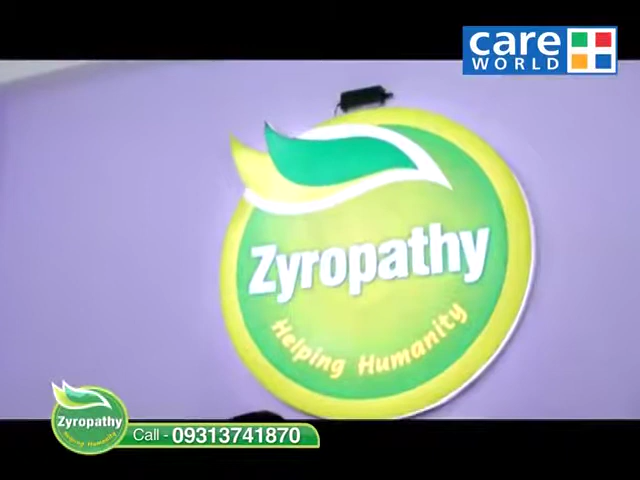 care
WORLD
Zyropathy
Helping Humanity
Zyropathy
Helping Humanity
Call - 09313741870